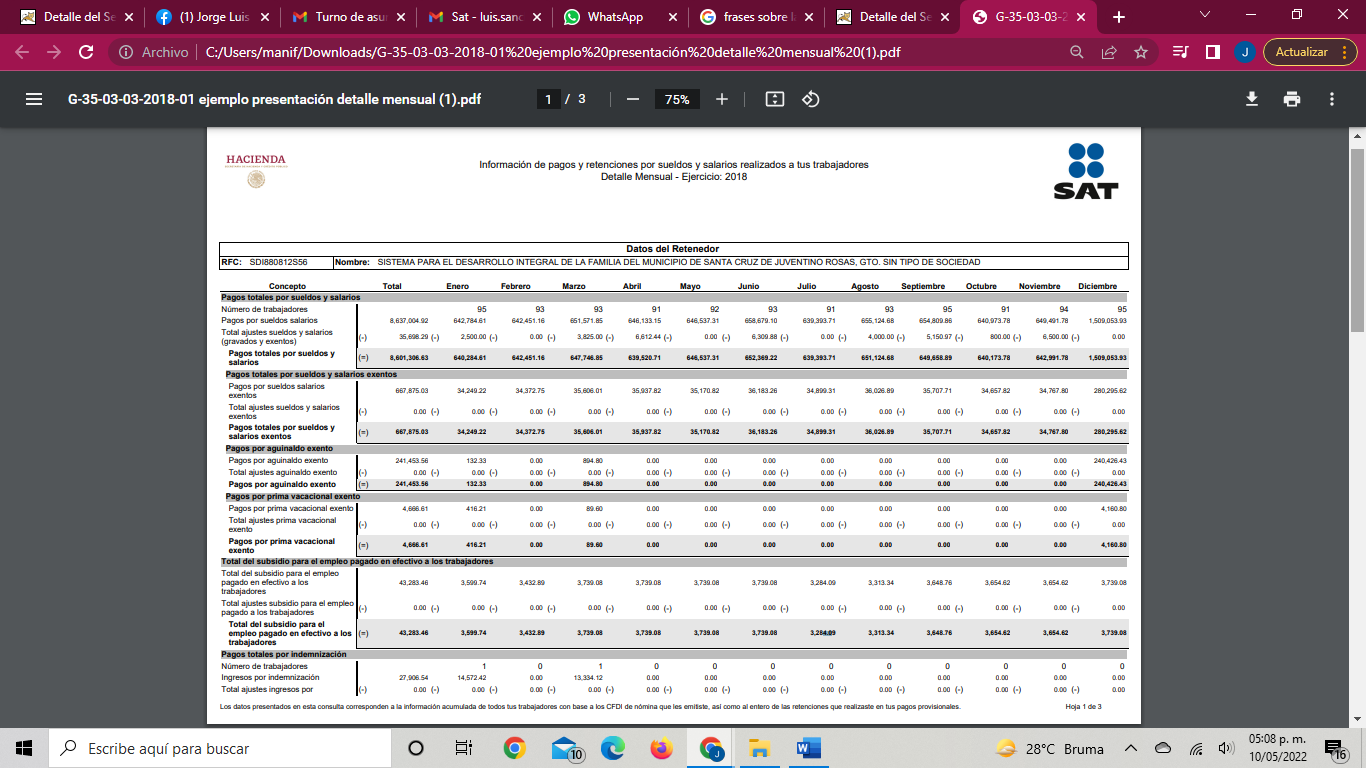 Detalle del Se
(1) Jorge Luis
Turno de asu
Sat - luis.sanc
WhatsApp
frases sobre l
Detalle del Se
G-35-03-03-2
Archivo C:/Users/manif/Downloads/G-35-03-03-2018-01%20ejemplo%20presentación%20detalle%20mensual%20(1).pdf
J Actualizar
G-35-03-03-2018-01 ejemplo presentación detalle mensual (1).pdf 1 / 3 75%
HACIENDA
Información de pagos y retenciones por sueldos y salarios realizados a tus trabajadores
Detalle Mensual - Ejercicio: 2018
SAT
Datos del Retenedor
RFC: SDI880812S56 Nombre: SISTEMA PARA EL DESARROLLO INTEGRAL DE LA FAMILIA DEL MUNICIPIO DE SANTA CRUZ DE JUVENTINO ROSAS, GTO. SIN TIPO DE SOCIEDAD
Concepto Total Enero Febrero Marzo Abril Mayo Junio Julio Agosto Septiembre Octubre Noviembre Diciembre
Pagos totales por sueldos y salarios
Número de trabajadores 95 93 93 91 92 93 91 93 95 91 94 95
Pagos por sueldos salarios 8,637,004.92 642,784.61 642,451.16 651,571.85 646,133.15 646,537.31 658,679.10 639,393.71 655,124.68 654,809.86 640,973.78 649,491.78 1,509,053.93
Total ajustes sueldos y salarios
(gravados y exentos) (-) 35,698.29 (-) 2,500.00 (-) 0.00 (-) 3,825.00 (-) 6,612.44 (-) 0.00 (-) 6,309.88 (-) 0.00 (-) 4,000.00 (-) 5,150.97 (-) 800.00 (-) 6,500.00 (-) 0.00
Pagos totales por sueldos y
salarios (=) 8,601,306.63 640,284.61 642,451.16 647,746.85 639,520.71 646,537.31 652,369.22 639,393.71 651,124.68 649,658.89 640,173.78 642,991.78 1,509,053.93
Pagos totales por sueldos y salarios exentos
Pagos por sueldos salarios
exentos 667,875.03 34,249.22 34,372.75 35,606.01 35,937.82 35,170.82 36,183.26 34,899.31 36,026.89 35,707.71 34,657.82 34,767.80 280,295.62
Total ajustes sueldos y salarios
exentos (-) 0.00 (-) 0.00 (-) 0.00 (-) 0.00 (-) 0.00 (-) 0.00 (-) 0.00 (-) 0.00 (-) 0.00 (-) 0.00 (-) 0.00 (-) 0.00 (-) 0.00
Pagos totales por sueldos y
salarios exentos (=) 667,875.03 34,249.22 34,372.75 35,606.01 35,937.82 35,170.82 36,183.26 34,899.31 36,026.89 35,707.71 34,657.82 34,767.80 280,295.62
Pagos por aguinaldo exento
Pagos por aguinaldo exento 241,453.56 132.33 0.00 894.80 0.00 0.00 0.00 0.00 0.00 0.00 0.00 0.00 240,426.43
Total ajustes aguinaldo exento (-) 0.00 (-) 0.00 (-) 0.00 (-) 0.00 (-) 0.00 (-) 0.00 (-) 0.00 (-) 0.00 (-) 0.00 (-) 0.00 (-) 0.00 (-) 0.00 (-) 0.00
Pagos por aguinaldo exento (=) 241,453.56 132.33 0.00 894.80 0.00 0.00 0.00 0.00 0.00 0.00 0.00 0.00 240,426.43
Pagos por prima vacacional exento
Pagos por prima vacacional exento 4,666.61 416.21 0.00 89.60 0.00 0.00 0.00 0.00 0.00 0.00 0.00 0.00 4,160.80
Total ajustes prima vacacional
exento (-) 0.00 (-) 0.00 (-) 0.00 (-) 0.00 (-) 0.00 (-) 0.00 (-) 0.00 (-) 0.00 (-) 0.00 (-) 0.00 (-) 0.00 (-) 0.00 (-) 0.00
Pagos por prima vacacional
exento (=) 4,666.61 416.21 0.00 89.60 0.00 0.00 0.00 0.00 0.00 0.00 0.00 0.00 4,160.80
Total del subsidio para el empleo pagado en efectivo a los trabajadores
Total del subsidio para el empleo
pagado en efectivo a los
trabajadores 43,283.46 3,599.74 3,432.89 3,739.08 3,739.08 3,739.08 3,739.08 3,284.09 3,313.34 3,648.76 3,654.62 3,654.62 3,739.08
Total ajustes subsidio para el empleo
pagado a los trabajadores (-) 0.00 (-) 0.00 (-) 0.00 (-) 0.00 (-) 0.00 (-) 0.00 (-) 0.00 (-) 0.00 (-) 0.00 (-) 0.00 (-) 0.00 (-) 0.00 (-) 0.00
Total del subsidio para el
empleo pagado en efectivo a los
trabajadores (=) 43,283.46 3,599.74 3,432.89 3,739.08 3,739.08 3,739.08 3,739.08 3,284.09 3,313.34 3,648.76 3,654.62 3,654.62 3,739.08
Pagos totales por indemnización
Número de trabajadores 1 0 1 0 0 0 0 0 0 0 0 0
Ingresos por indemnización 27,906.54 14,572.42 0.00 13,334.12 0.00 0.00 0.00 0.00 0.00 0.00 0.00 0.00 0.00
Total ajustes ingresos por (-) 0.00 (-) 0.00 (-) 0.00 (-) 0.00 (-) 0.00 (-) 0.00 (-) 0.00 (-) 0.00 (-) 0.00 (-) 0.00 (-) 0.00 (-) 0.00 (-) 0.00
Los datos presentados en esta consulta corresponden a la información acumulada de todos tus trabajadores con base a los CFDI de nómina que les emitiste, así como al entero de las retenciones que realizaste en tus pagos provisionales. Hoja 1 de 3
Escribe aquí para buscar
10
J
28°C Bruma
05:08 p. m.
10/05/2022
16